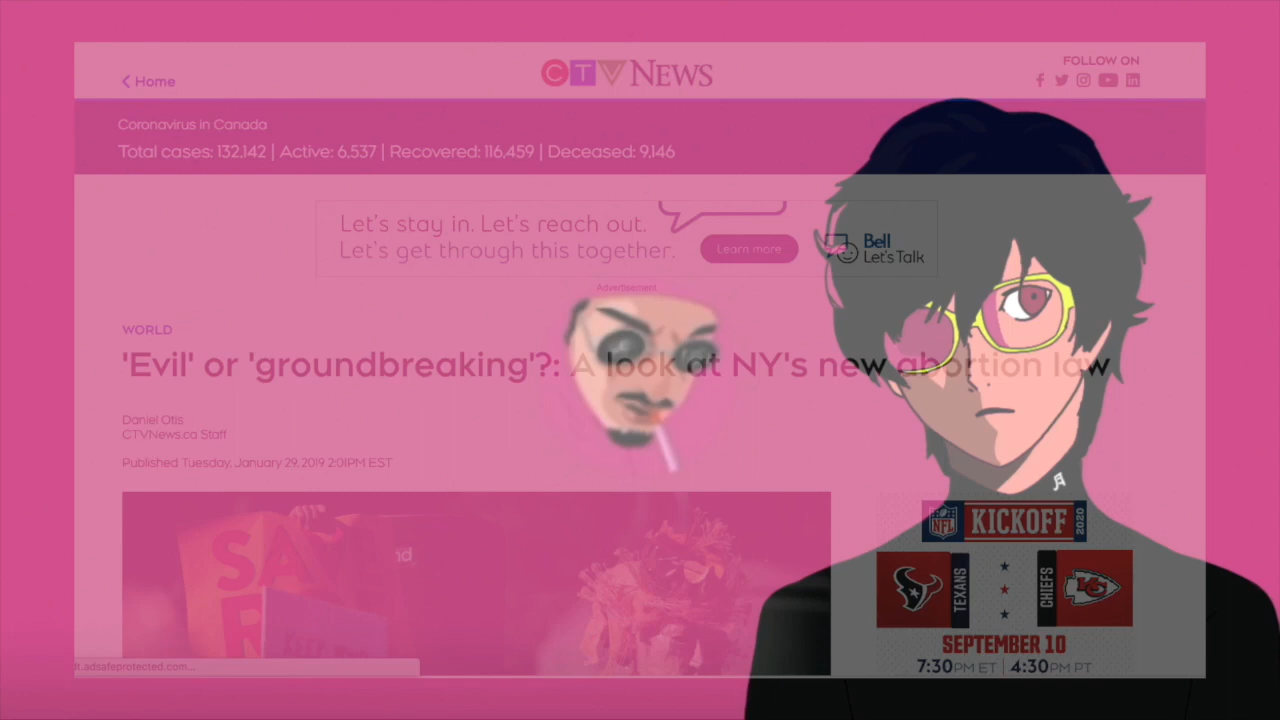 Home
CTV NEWS
FOLLOW ON
Coronavirus in Canada
Total cases: 132,142 | Active: 6,537 | Recovered: 116,459 | Deceased: 9,146
Let's stay in. Let's reach out.
Let's get through this together.
Learn more
Bell
Let's Talk
Advertisement
WORLD
'Evil' or 'groundbreaking'?: A look at NY's new abortion law
Daniel Otis
CTVNews.ca Staff
Published Tuesday, January 29, 2019 2:01PM EST
NFL KICKOFF 2020
TEXANS
CHIEFS
SEPTEMBER 10
7:30PM ET | 4:30PM PT
dt.adsafeprotected.com...